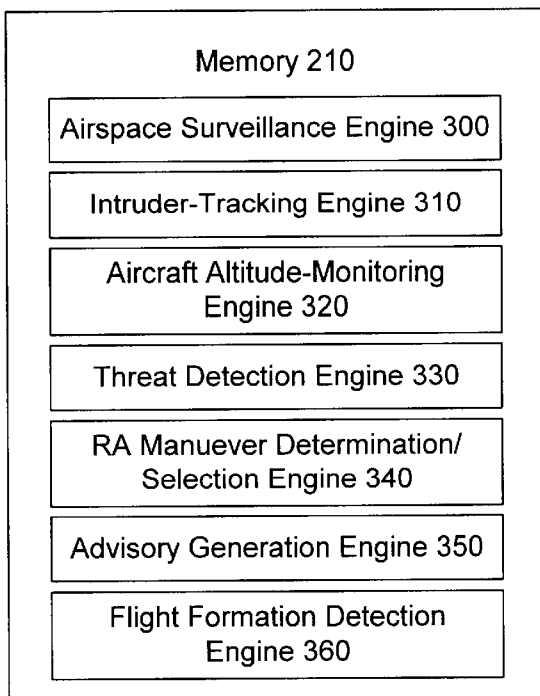 Memory 210
Airspace Surveillance Engine 300
Intruder-Tracking Engine 310
Aircraft Altitude-Monitoring
Engine 320
Threat Detection Engine 330
RA Manuever Determination/
Selection Engine 340
Advisory Generation Engine 350
Flight Formation Detection
Engine 360